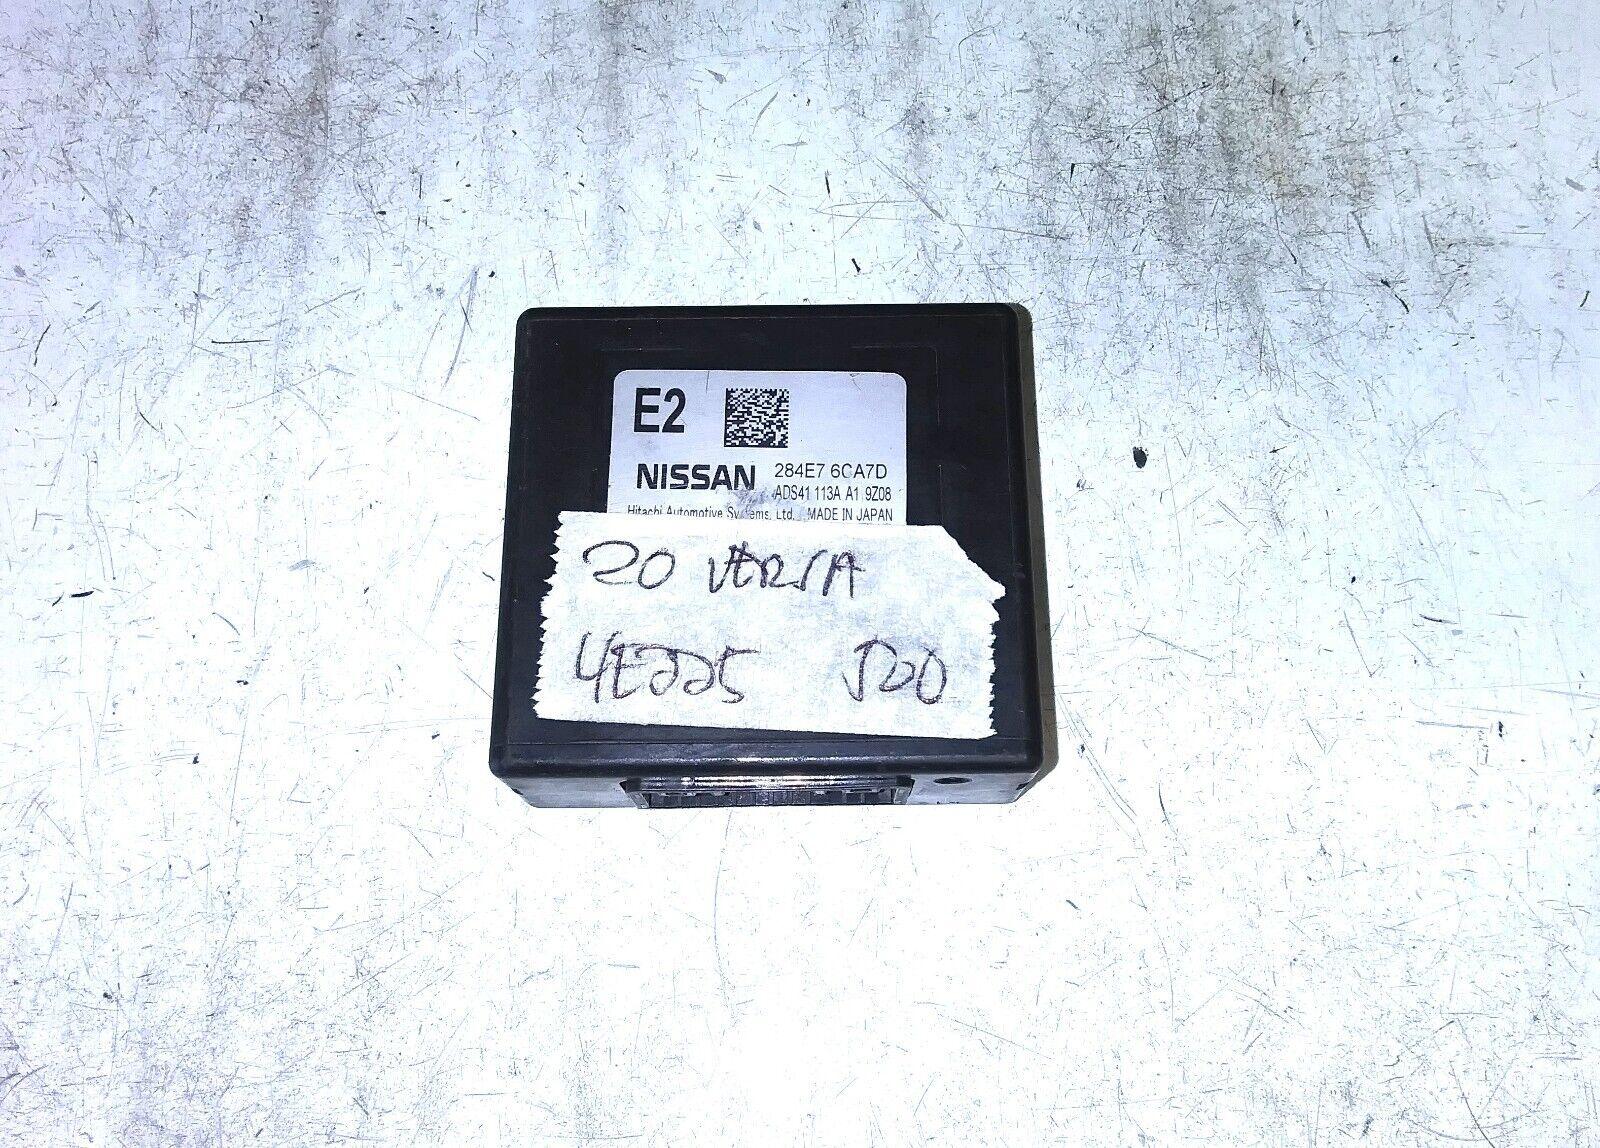 E2
NISSAN 284E7 6CA7D
ADS41 113A A1 9Z08
Hitachi Automotive Systems, Ltd. MADE IN JAPAN
20 VERSA
4E225 J20